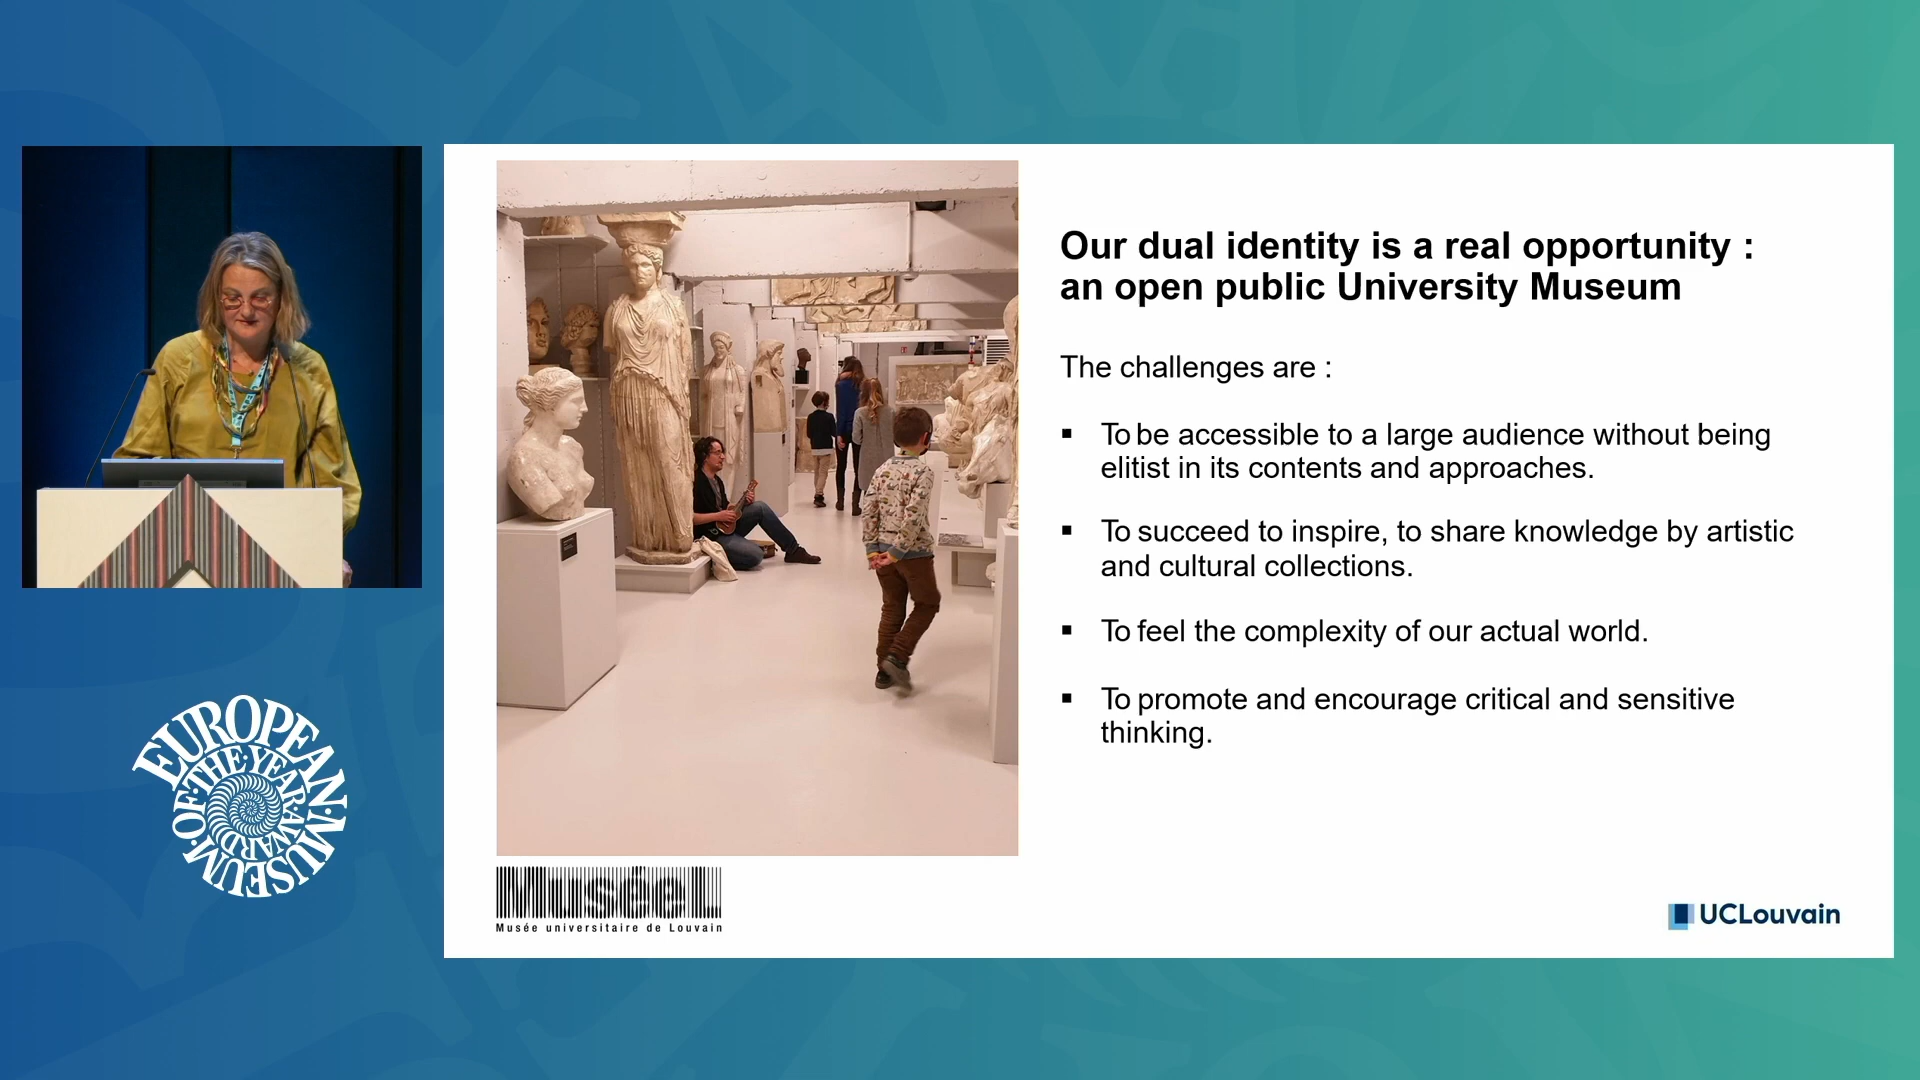 Our dual identity is a real opportunity :
an open public University Museum
The challenges are :
▪ To be accessible to a large audience without being
elitist in its contents and approaches.
▪ To succeed to inspire, to share knowledge by artistic
and cultural collections.
▪ To feel the complexity of our actual world.
▪ To promote and encourage critical and sensitive
thinking.
EUROPEAN·MUSEUM
·OF·THE·YEAR·AWARD
MuséeL
Musée universitaire de Louvain
UCLouvain